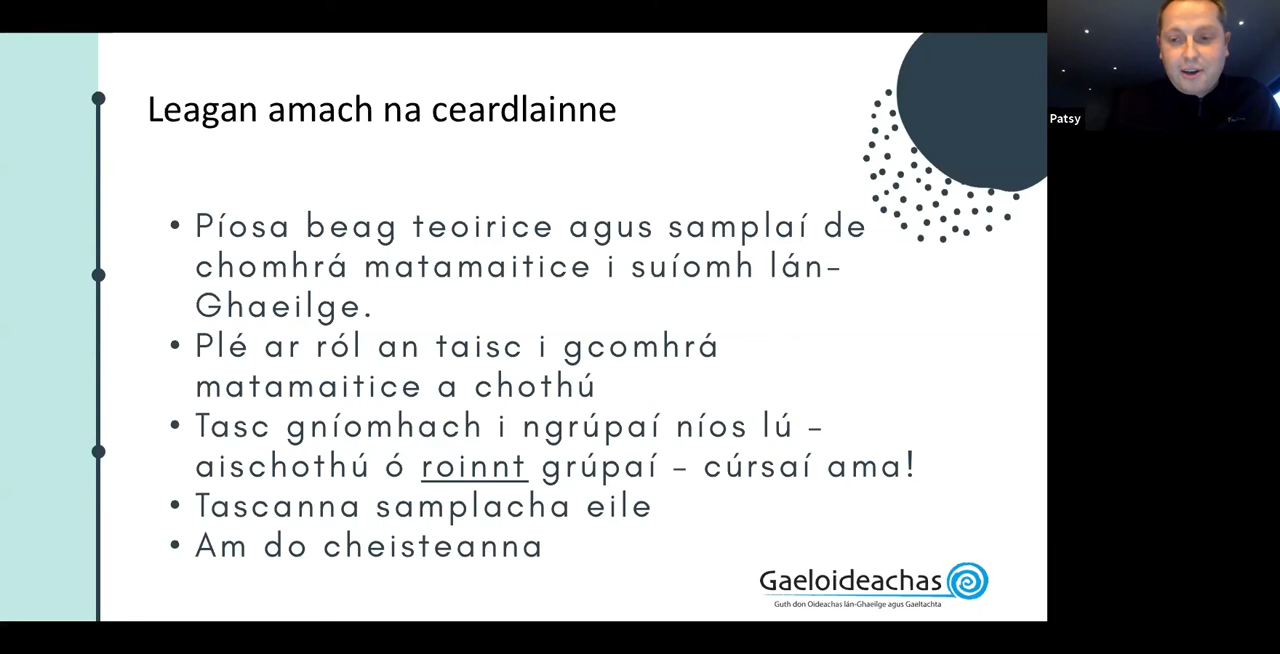 Leagan amach na ceardlainne
• Píosa beag teoirice agus samplaí de
chomhrá matamaitice i suíomh lán-
Ghaeilge.
• Plé ar ról an taisc i gcomhrá
matamaitice a chothú
• Tasc gníomhach i ngrúpaí níos lú –
aischothú ó roinnt grúpaí – cúrsaí ama!
• Tascanna samplacha eile
• Am do cheisteanna
Gaeloideachas
Guth don Oideachas lán-Ghaeilge agus Gaeltachta
Patsy